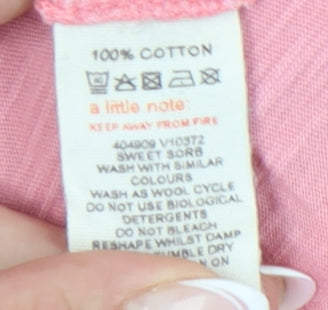 100% COTTON
a little note:
KEEP AWAY FROM FIRE
404909 V10372
SWEET SORB
WASH WITH SIMILAR
COLOURS
WASH AS WOOL CYCLE
DO NOT USE BIOLOGICAL
DETERGENTS
DO NOT BLEACH
RESHAPE WHILST DAMP
TUMBLE DRY
ON